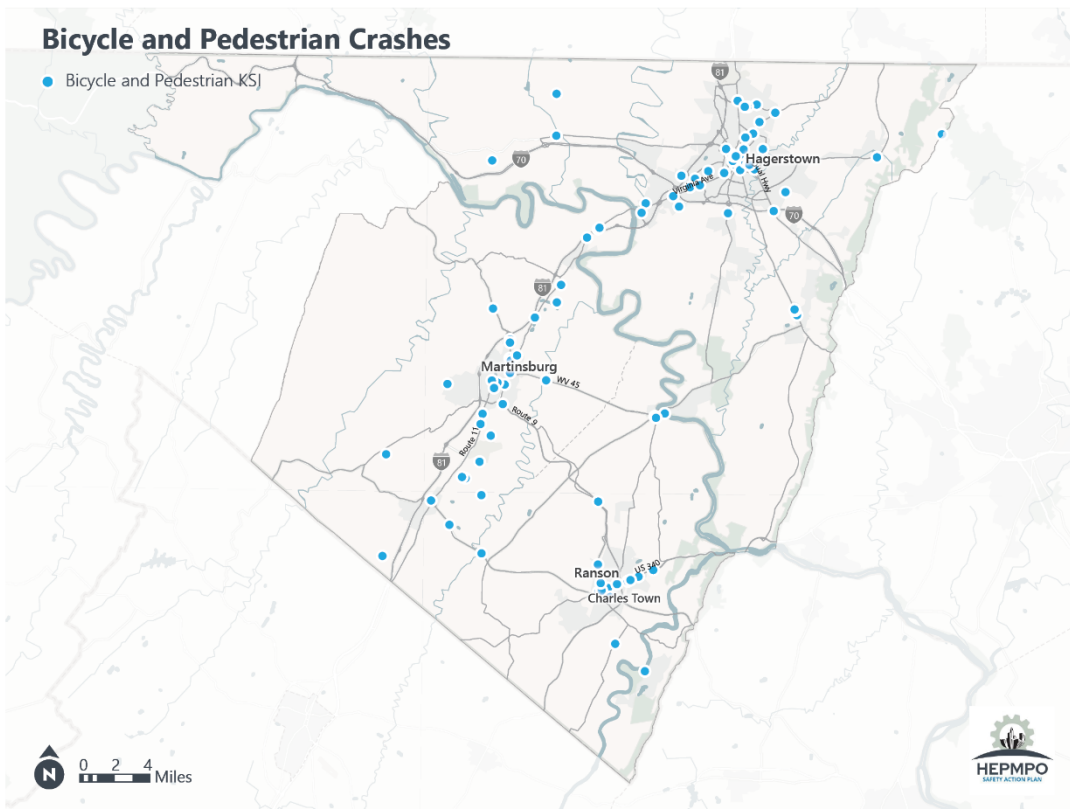 Bicycle and Pedestrian Crashes
Bicycle and Pedestrian KSI
81
70
Hagerstown
Virginia Ave
70
81
Martinsburg
WV 45
Route 9
Route 11
81
Ranson
US 340
Charles Town
N
0 2 4
Miles
HEPMPO
SAFETY ACTION PLAN